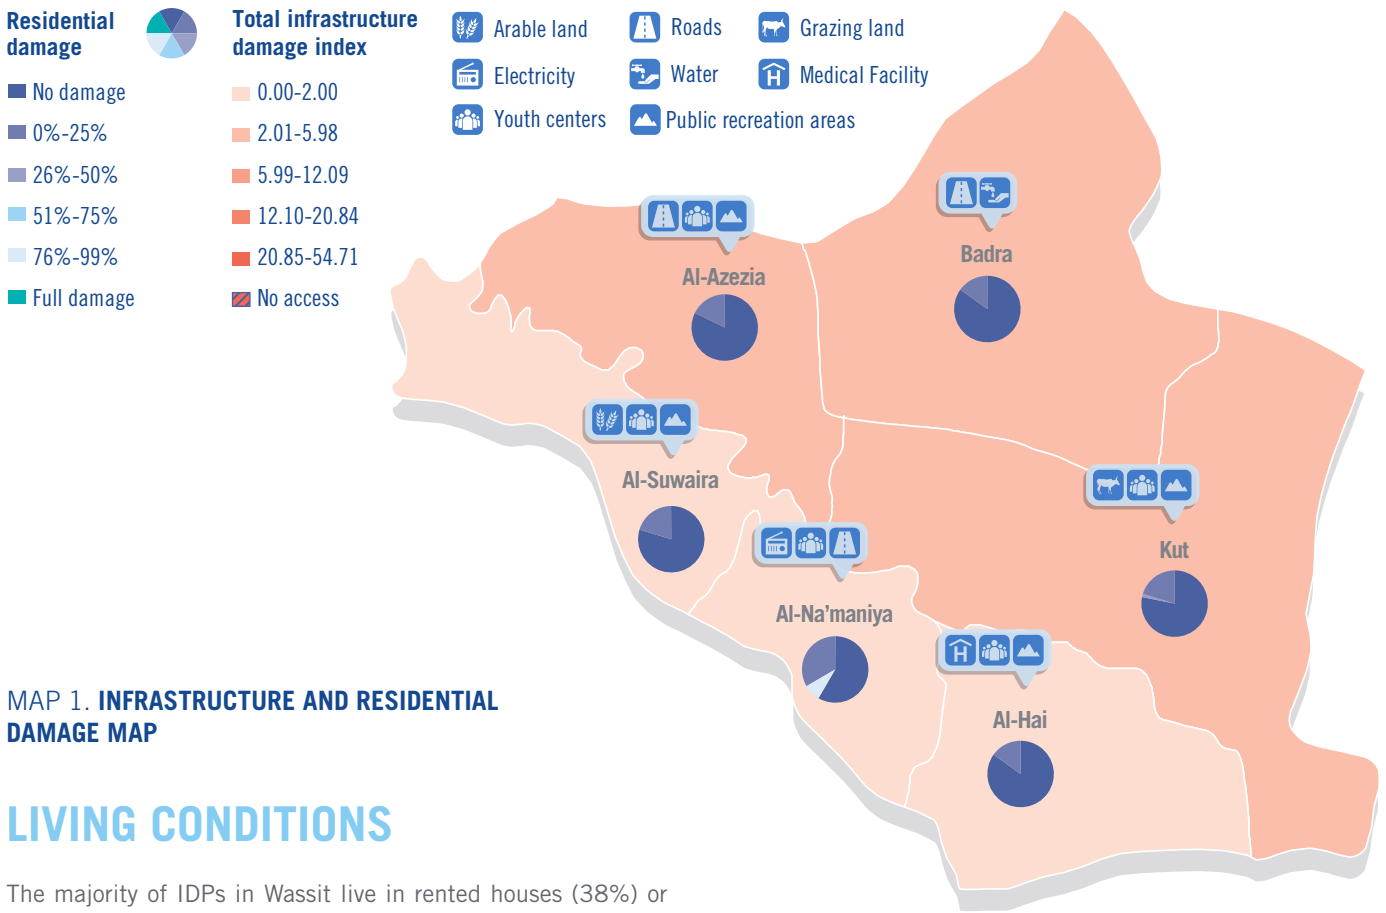 Residential
damage
No damage
0%-25%
26%-50%
51%-75%
76%-99%
Full damage
Total infrastructure
damage index
0.00-2.00
2.01-5.98
5.99-12.09
12.10-20.84
20.85-54.71
No access
Arable land
Roads
Grazing land
Electricity
Water
Medical Facility
Youth centers
Public recreation areas
Badra
Al-Azezia
Al-Suwaira
Kut
Al-Na’maniya
Al-Hai
MAP 1. INFRASTRUCTURE AND RESIDENTIAL
DAMAGE MAP
LIVING CONDITIONS
The majority of IDPs in Wassit live in rented houses (38%) or